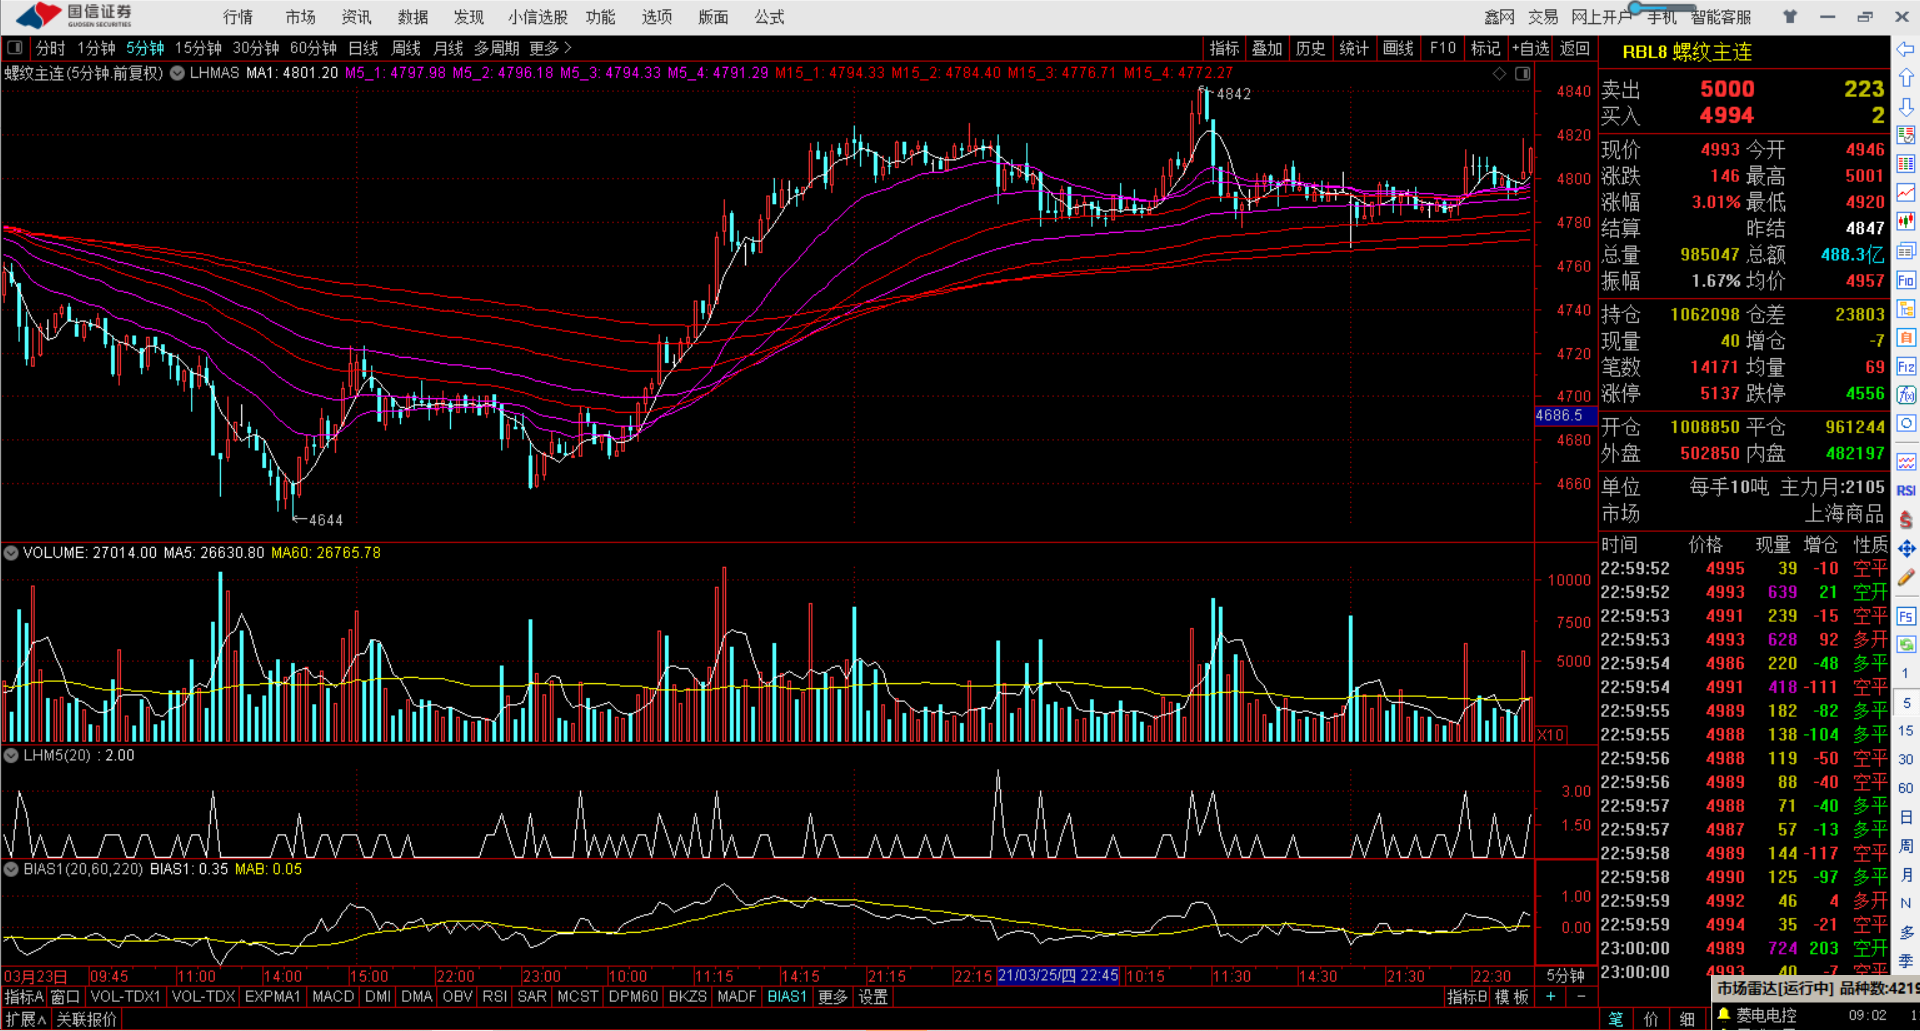 国信证券 行情 市场 资讯 数据 发现 小信选股 功能 选项 版面 公式 鑫网 交易 网上开户 手机 智能客服
GUOSEN SECURITIES
分时 1分钟 5分钟 15分钟 30分钟 60分钟 日线 周线 月线 多周期 更多 > 指标 叠加 历史 统计 画线 F10 标记 +自选 返回
RBL8 螺纹主连
螺纹主连(5分钟.前复权) LHMAS MA1: 4801.20 M5_1: 4797.98 M5_2: 4796.18 M5_3: 4794.33 M5_4: 4791.29 M15_1: 4794.33 M15_2: 4784.40 M15_3: 4776.71 M15_4: 4772.27
4842
4644
4840
4820
4800
4780
4760
4740
4720
4700
4686.5
4680
4660
卖出 5000 223
买入 4994 2
现价 4993 今开 4946
涨跌 146 最高 5001
涨幅 3.01% 最低 4920
结算 昨结 4847
总量 985047 总额 488.3亿
振幅 1.67% 均价 4957
持仓 1062098 仓差 23803
现量 40 增仓 -7
笔数 14171 均量 69
涨停 5137 跌停 4556
开仓 1008850 平仓 961244
外盘 502850 内盘 482197
单位 每手10吨 主力月:2105
市场 上海商品
时间 价格 现量 增仓 性质
22:59:52 4995 39 -10 空平
22:59:52 4993 639 21 空开
22:59:53 4991 239 -15 空平
22:59:53 4993 628 92 多开
22:59:54 4986 220 -48 多平
22:59:54 4991 418 -111 空平
22:59:55 4989 182 -82 多平
22:59:55 4988 138 -104 多平
22:59:56 4988 119 -50 空平
22:59:56 4989 88 -40 空平
22:59:57 4988 71 -40 多平
22:59:57 4987 57 -13 多平
22:59:58 4989 144 -117 空平
22:59:58 4990 125 -97 多平
22:59:59 4992 46 4 多开
22:59:59 4994 35 -21 空平
23:00:00 4989 724 203 空开
23:00:00 4993 40 -7 空平
VOLUME: 27014.00 MA5: 26630.80 MA60: 26765.78
10000
7500
5000
X10
LHM5(20) : 2.00
3.00
1.50
BIAS1(20,60,220) BIAS1: 0.35 MAB: 0.05
1.00
0.00
03月23日 09:45 11:00 14:00 15:00 22:00 23:00 10:00 11:15 14:15 21:15 22:15 21/03/25/四 22:45 10:15 11:30 14:30 21:30 22:30 5分钟
指标A 窗口 VOL-TDX1 VOL-TDX EXPMA1 MACD DMI DMA OBV RSI SAR MCST DPM60 BKZS MADF BIAS1 更多 设置 指标B 模板 + -
扩展∧ 关联报价 笔 价 细
市场雷达[运行中] 品种数:4219
菱电电控 09:02 1
F10
自
F12
f(x)
RSI
F5
1
5
15
30
60
日
周
月
N
多
季